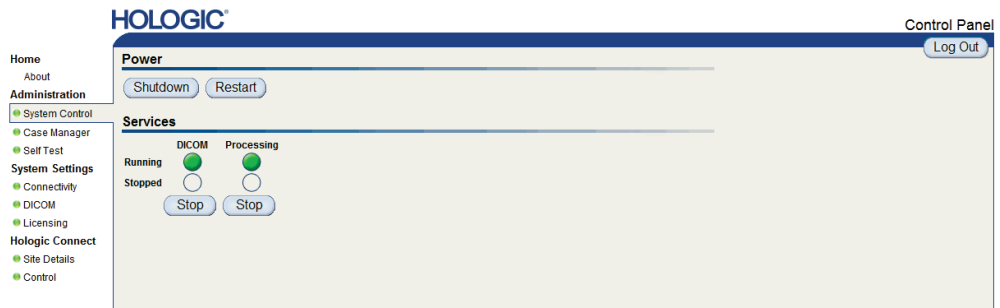 HOLOGIC®
Control Panel
Log Out
Home
About
Administration
System Control
Case Manager
Self Test
System Settings
Connectivity
DICOM
Licensing
Hologic Connect
Site Details
Control
Power
Shutdown Restart
Services
DICOM Processing
Running
Stopped
Stop Stop